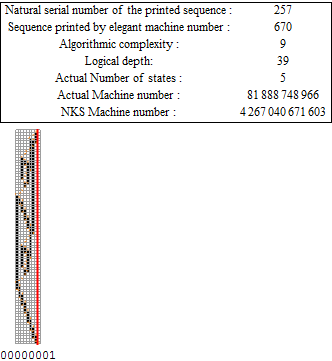 Natural serial number of the printed sequence : 257
Sequence printed by elegant machine number : 670
Algorithmic complexity : 9
Logical depth: 39
Actual Number of states : 5
Actual Machine number : 81 888 748 966
NKS Machine number : 4 267 040 671 603
00000001